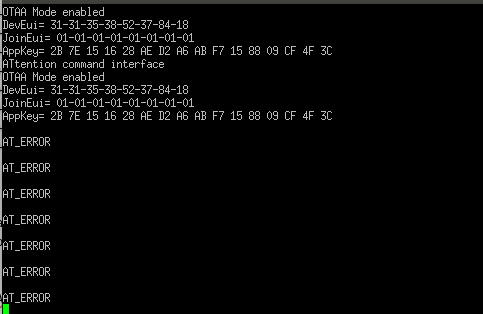 OTAA Mode enabled
DevEui= 31-31-35-38-52-37-84-18
JoinEui= 01-01-01-01-01-01-01-01
AppKey= 2B 7E 15 16 28 AE D2 A6 AB F7 15 88 09 CF 4F 3C
ATtention command interface
OTAA Mode enabled
DevEui= 31-31-35-38-52-37-84-18
JoinEui= 01-01-01-01-01-01-01-01
AppKey= 2B 7E 15 16 28 AE D2 A6 AB F7 15 88 09 CF 4F 3C
AT_ERROR
AT_ERROR
AT_ERROR
AT_ERROR
AT_ERROR
AT_ERROR
AT_ERROR